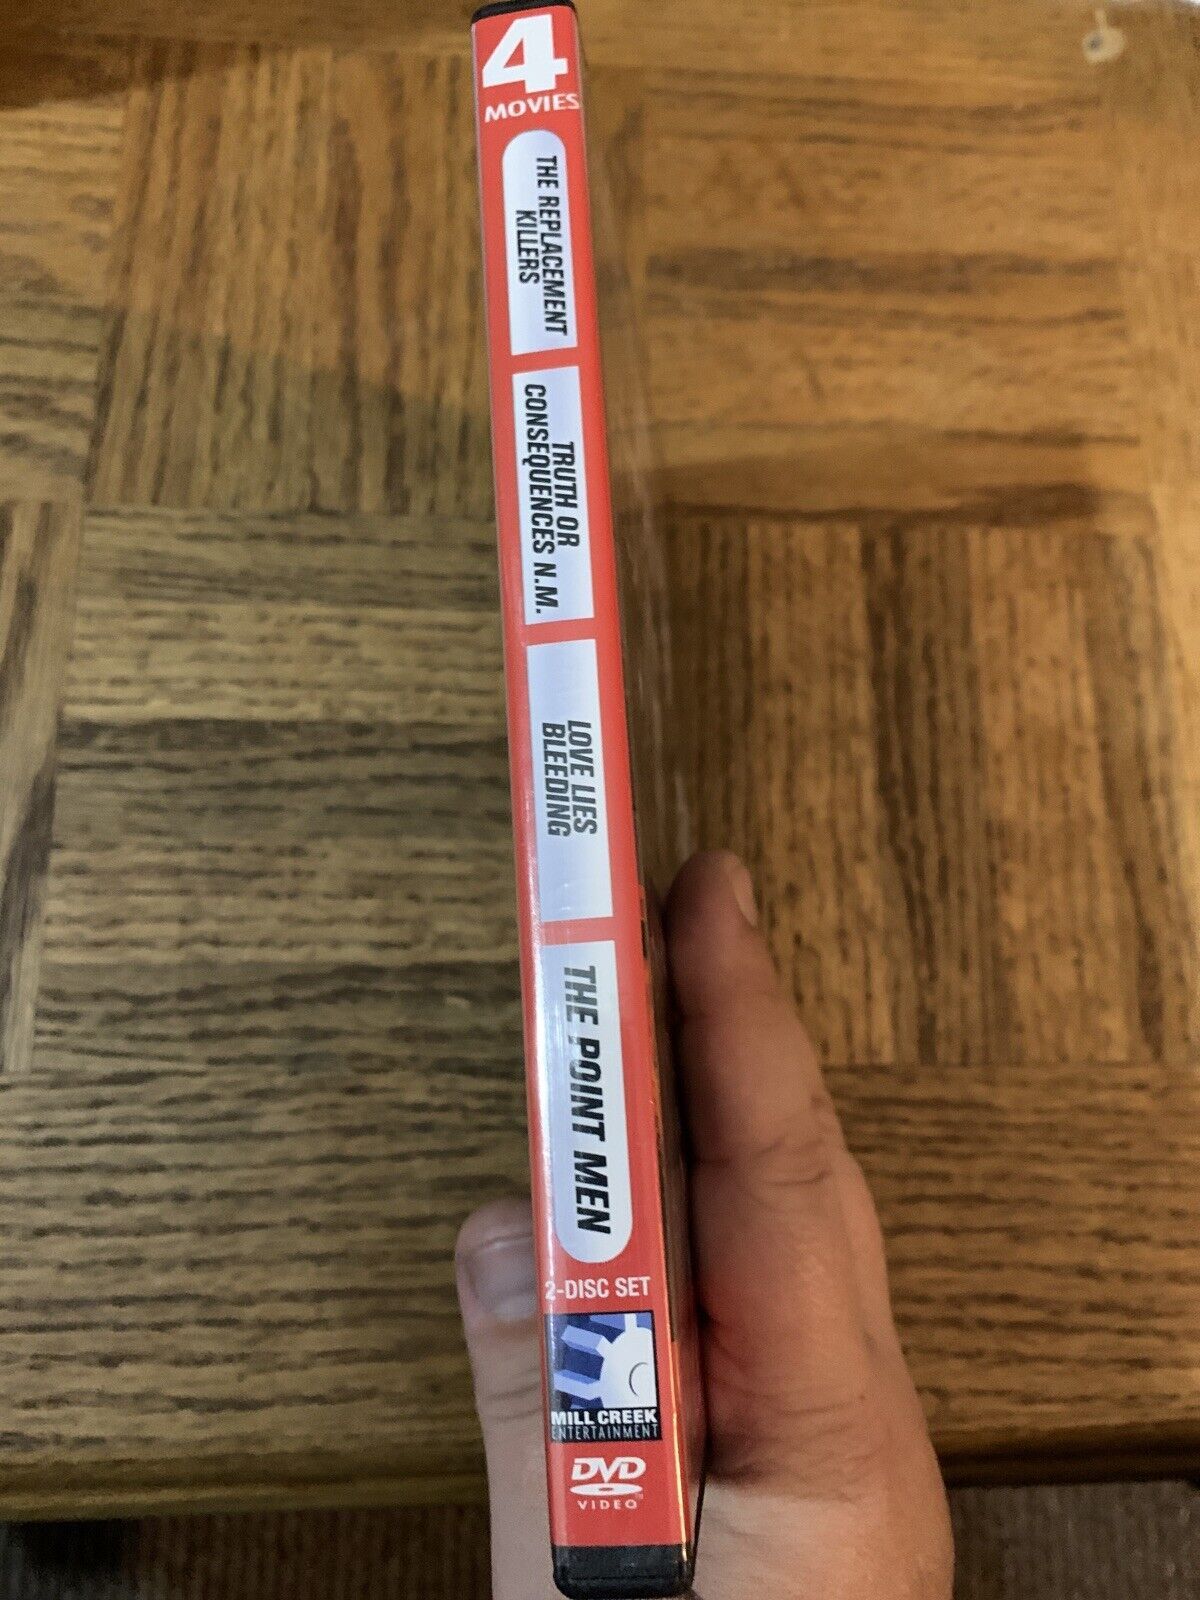 4
MOVIES
THE REPLACEMENT
KILLERS
TRUTH OR
CONSEQUENCES N.M.
LOVE LIES
BLEEDING
THE POINT MEN
2-DISC SET
MILL CREEK
ENTERTAINMENT
DVD
VIDEO™